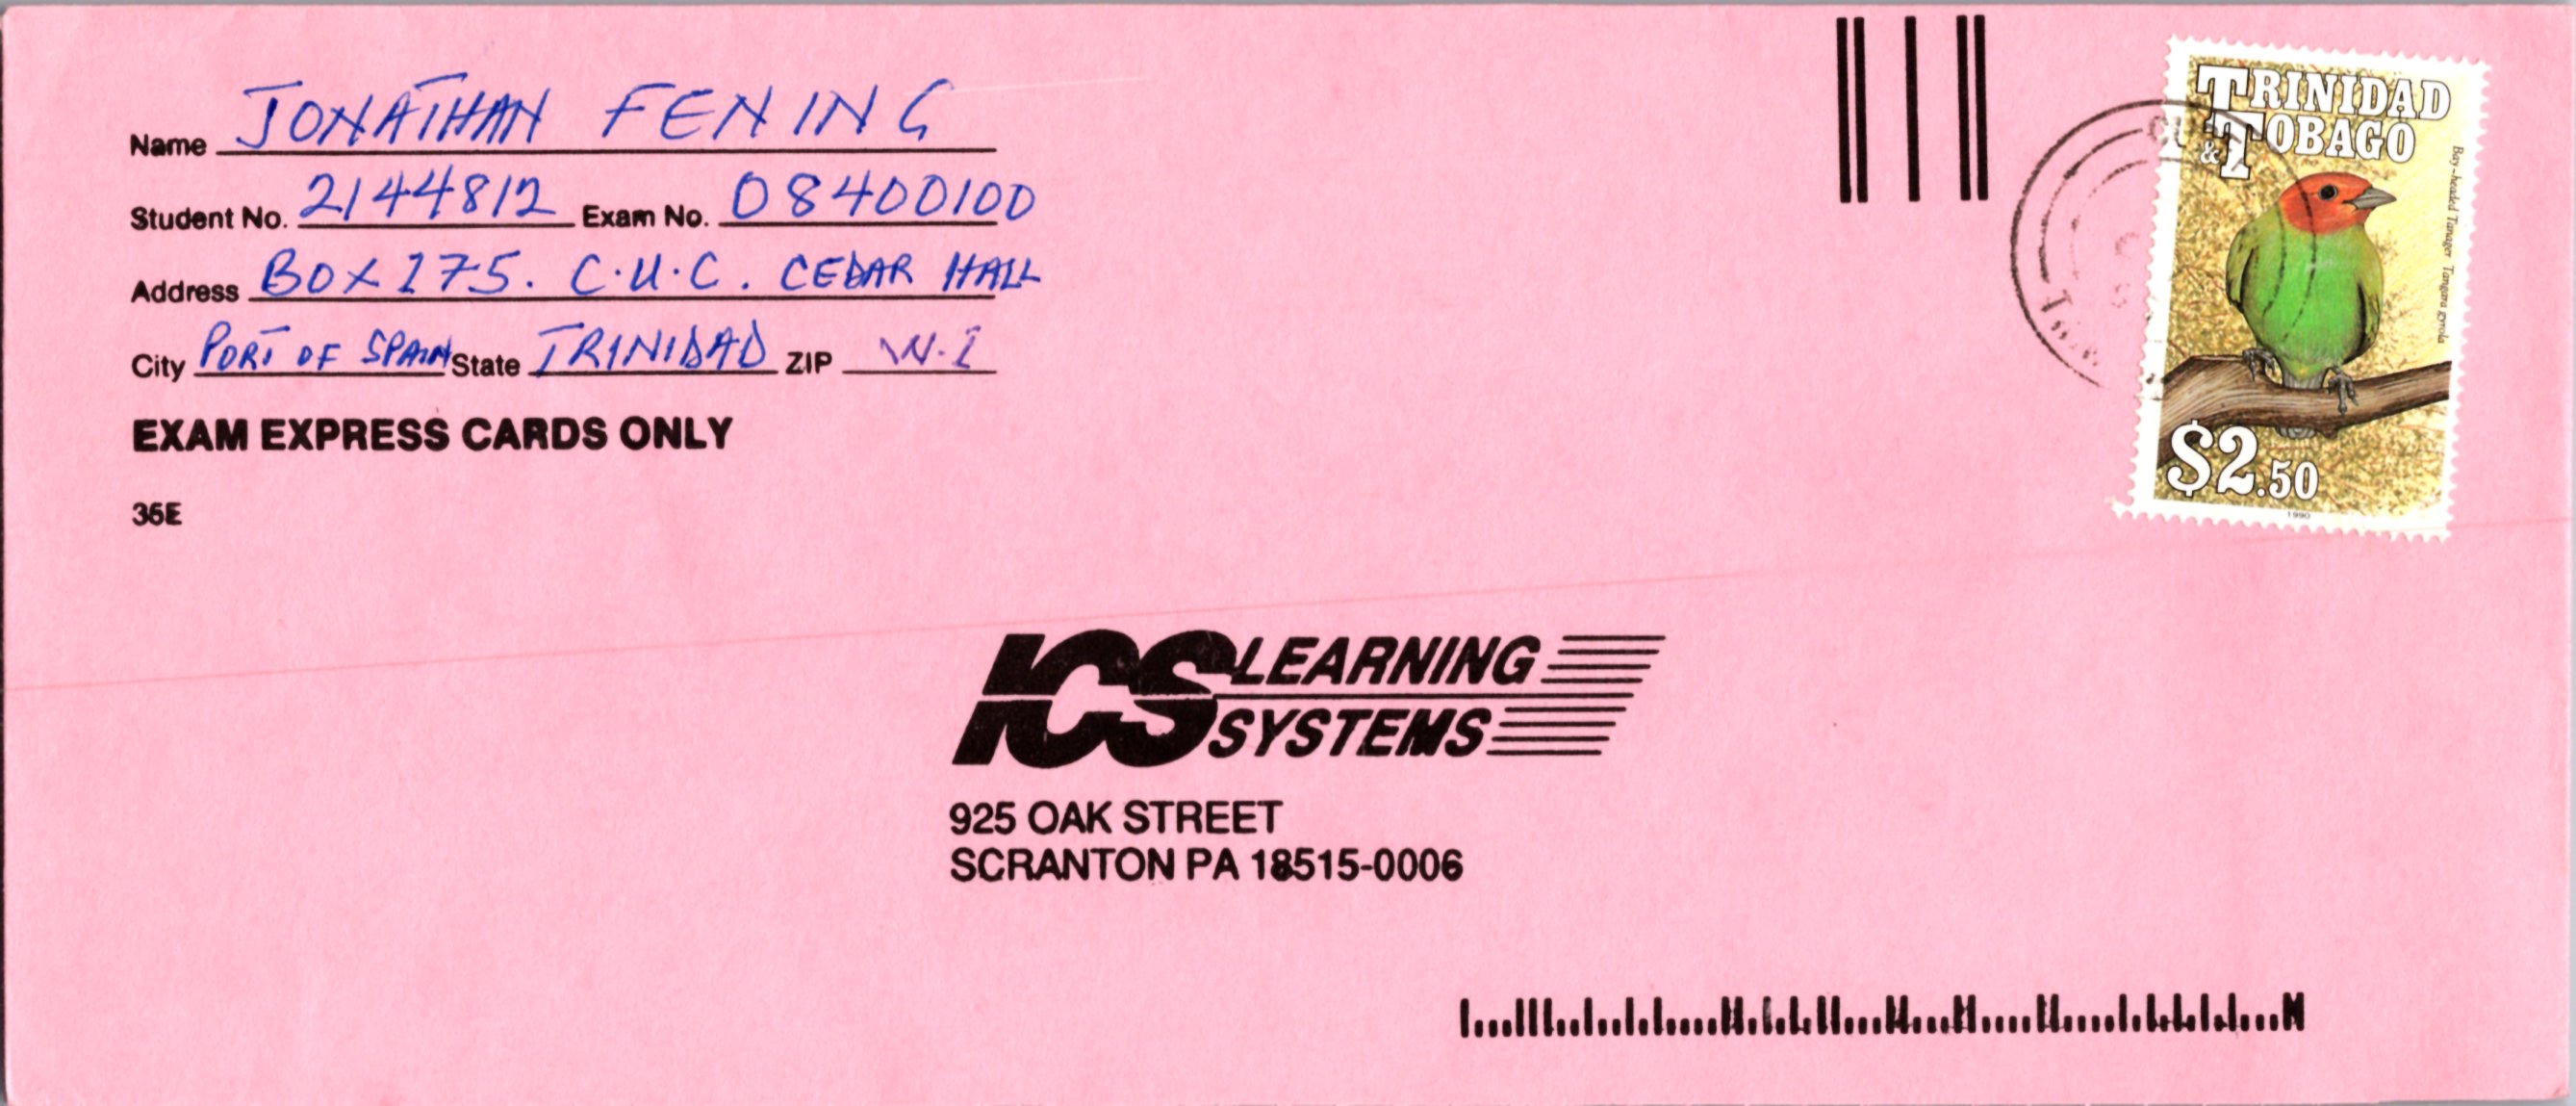 Name JONATHAN FENING
Student No. 2144812 Exam No. 08400100
Address BOX 175. C.U.C. CEDAR HALL
City PORT OF SPAIN State TRINIDAD ZIP W.I
EXAM EXPRESS CARDS ONLY
35E
TRINIDAD
& TOBAGO
Bay-headed Tanager Tangara gyrola
$2.50
1990
ICS LEARNING
SYSTEMS
925 OAK STREET
SCRANTON PA 18515-0006